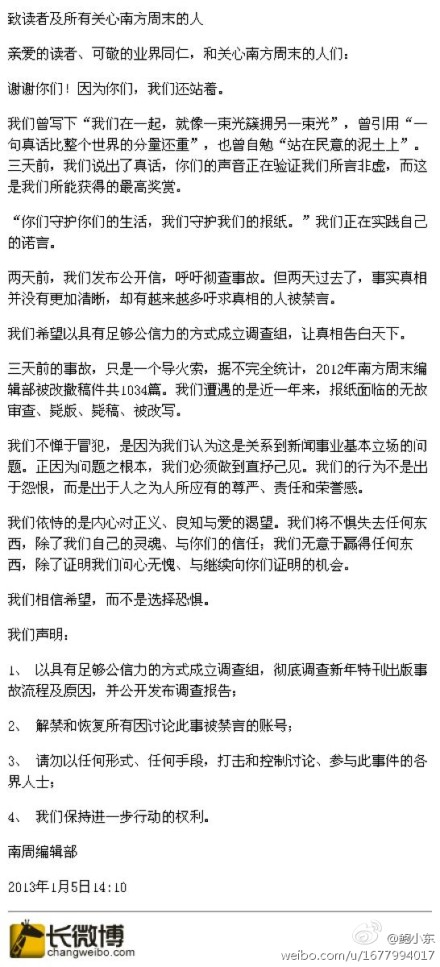 致读者及所有关心南方周末的人
亲爱的读者、可敬的业界同仁，和关心南方周末的人们：
谢谢你们！因为你们，我们还站着。
我们曾写下“我们在一起，就像一束光簇拥另一束光”，曾引用“一
句真话比整个世界的分量还重”，也曾自勉“站在民意的泥土上”。
三天前，我们说出了真话，你们的声音正在验证我们所言非虚，而这
是我们所能获得的最高奖赏。
“你们守护你们的生活，我们守护我们的报纸。”我们正在实践自己
的诺言。
两天前，我们发布公开信，呼吁彻查事故。但两天过去了，事实真相
并没有更加清晰，却有越来越多吁求真相的人被禁言。
我们希望以具有足够公信力的方式成立调查组，让真相告白天下。
三天前的事故，只是一个导火索，据不完全统计，2012年南方周末编
辑部被改撤稿件共1034篇。我们遭遇的是近一年来，报纸面临的无故
审查、毙版、毙稿、被改写。
我们不惮于冒犯，是因为我们认为这是关系到新闻事业基本立场的问
题。正因为问题之根本，我们必须做到直抒己见。我们的行为不是出
于怨恨，而是出于人之为人所应有的尊严、责任和荣誉感。
我们依恃的是内心对正义、良知与爱的渴望。我们将不惧失去任何东
西，除了我们自己的灵魂、与你们的信任；我们无意于赢得任何东
西，除了证明我们问心无愧、与继续向你们证明的机会。
我们相信希望，而不是选择恐惧。
我们声明：
1、 以具有足够公信力的方式成立调查组，彻底调查新年特刊出版事
故流程及原因，并公开发布调查报告；
2、 解禁和恢复所有因讨论此事被禁言的账号；
3、 请勿以任何形式、任何手段，打击和控制讨论、参与此事件的各
界人士；
4、 我们保持进一步行动的权利。
南周编辑部
2013年1月5日14:10
长微博
changweibo.com
@鲍小东
weibo.com/u/1677994017